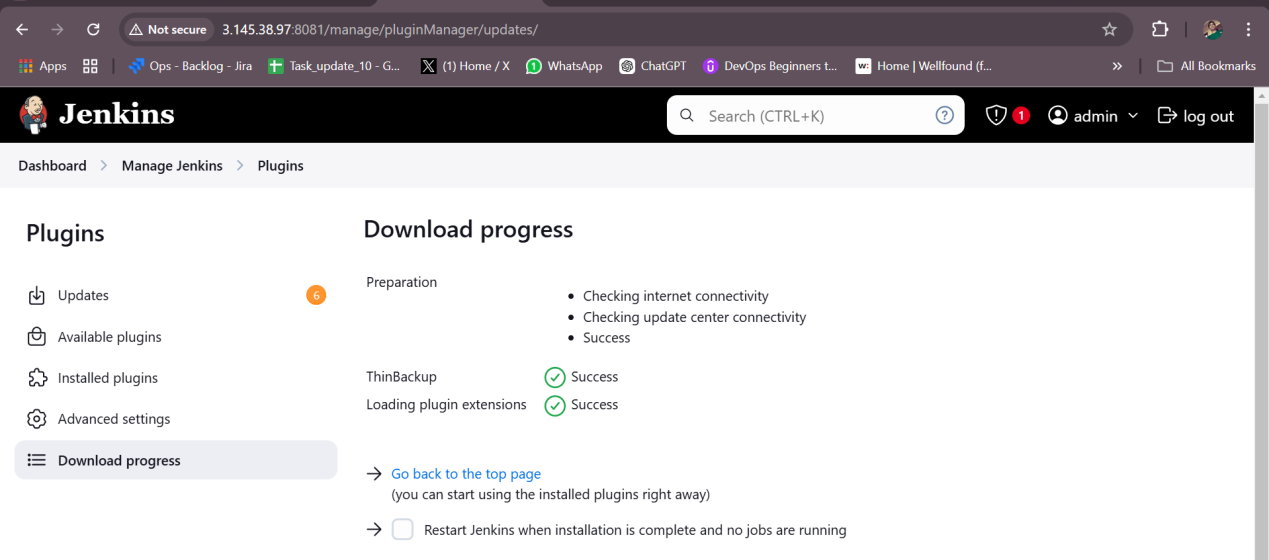 Not secure 3.145.38.97:8081/manage/pluginManager/updates/
Apps Ops - Backlog - Jira Task_update_10 - G... (1) Home / X WhatsApp ChatGPT DevOps Beginners t... w: Home | Wellfound (f... » All Bookmarks
Jenkins Search (CTRL+K) ? 1 admin log out
Dashboard > Manage Jenkins > Plugins
Plugins
Updates 6
Available plugins
Installed plugins
Advanced settings
Download progress
Download progress
Preparation
• Checking internet connectivity
• Checking update center connectivity
• Success
ThinBackup Success
Loading plugin extensions Success
→ Go back to the top page
(you can start using the installed plugins right away)
→ Restart Jenkins when installation is complete and no jobs are running